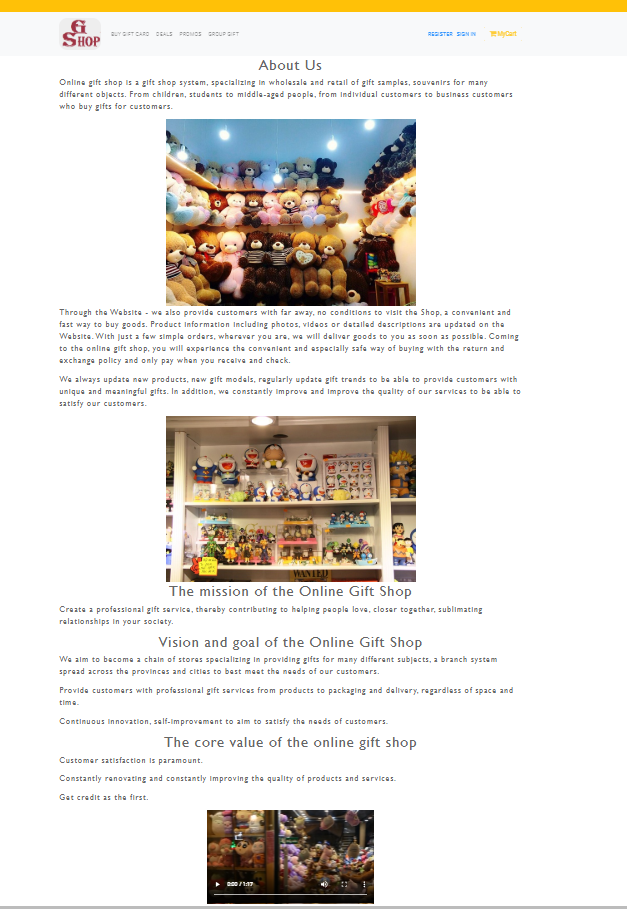 G
SHOP
BUY GIFT CARD DEALS PROMOS GROUP GIFT
REGISTER SIGN IN MyCart
About Us
Online gift shop is a gift shop system, specializing in wholesale and retail of gift samples, souvenirs for many
different objects. From children, students to middle-aged people, from individual customers to business customers
who buy gifts for customers.
Through the Website - we also provide customers with far away, no conditions to visit the Shop, a convenient and
fast way to buy goods. Product information including photos, videos or detailed descriptions are updated on the
Website. With just a few simple orders, wherever you are, we will deliver goods to you as soon as possible. Coming
to the online gift shop, you will experience the convenient and especially safe way of buying with the return and
exchange policy and only pay when you receive and check.
We always update new products, new gift models, regularly update gift trends to be able to provide customers with
unique and meaningful gifts. In addition, we constantly improve and improve the quality of our services to be able to
satisfy our customers.
WANTED
The mission of the Online Gift Shop
Create a professional gift service, thereby contributing to helping people love, closer together, sublimating
relationships in your society.
Vision and goal of the Online Gift Shop
We aim to become a chain of stores specializing in providing gifts for many different subjects, a branch system
spread across the provinces and cities to best meet the needs of our customers.
Provide customers with professional gift services from products to packaging and delivery, regardless of space and
time.
Continuous innovation, self-improvement to aim to satisfy the needs of customers.
The core value of the online gift shop
Customer satisfaction is paramount.
Constantly renovating and constantly improving the quality of products and services.
Get credit as the first.
0:00 / 1:17